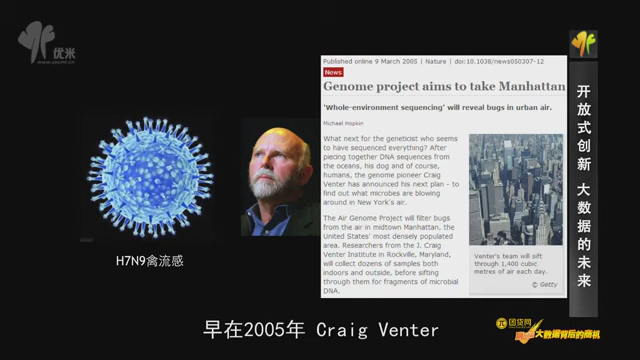 优米
www.umiwi.cn
Published online 9 March 2005 | Nature | doi:10.1038/news050307-12
News
Genome project aims to take Manhattan
'Whole-environment sequencing' will reveal bugs in urban air.
Michael Hopkin
What next for the geneticist who seems
to have sequenced everything? After
piecing together DNA sequences from
the oceans, his dog and of course,
humans, the genome pioneer Craig
Venter has announced his next plan - to
find out what microbes are blowing
around in New York's air.
The Air Genome Project will filter bugs
from the air in midtown Manhattan, the
United States' most densely populated
area. Researchers from the J. Craig
Venter Institute in Rockville, Maryland,
will collect dozens of samples both
indoors and outside, before sifting
through them for fragments of microbial
DNA.
Venter's team will sift
through 1,400 cubic
metres of air each day.
© Getty
H7N9禽流感
开放式创新 大数据的未来
早在2005年 Craig Venter
团贷网
大数据背后的商机